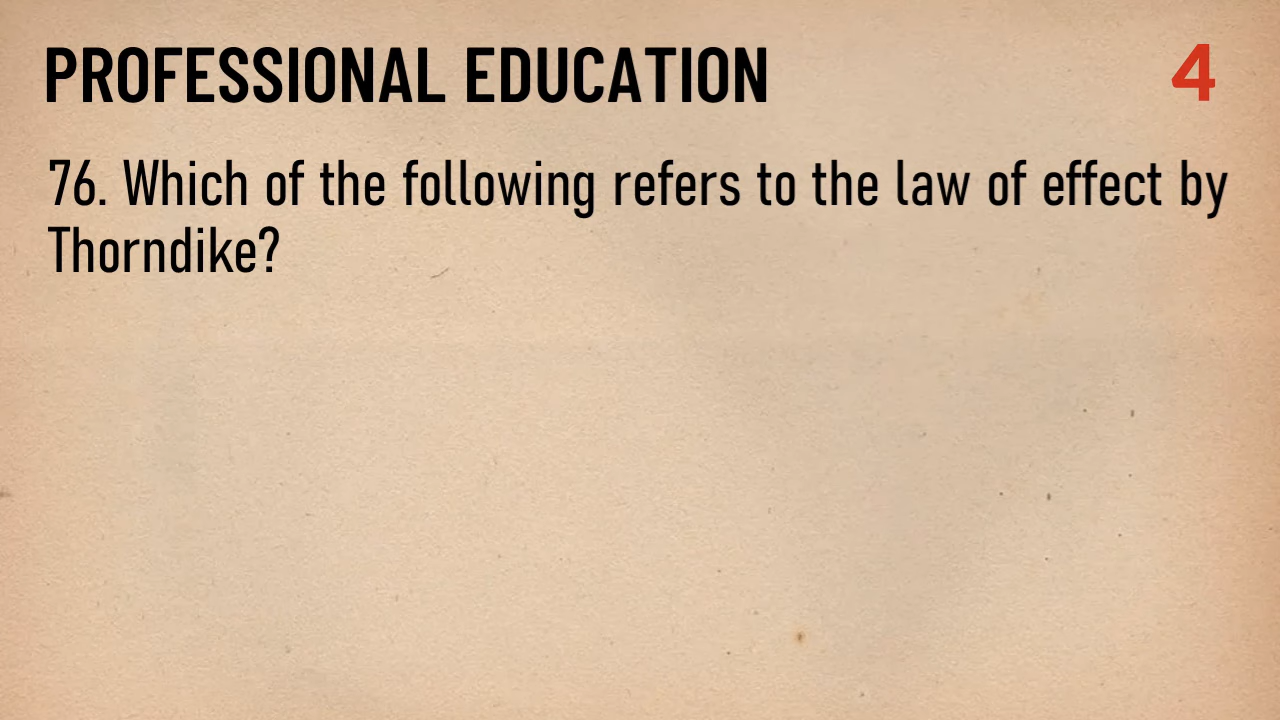 PROFESSIONAL EDUCATION
4
76. Which of the following refers to the law of effect by
Thorndike?